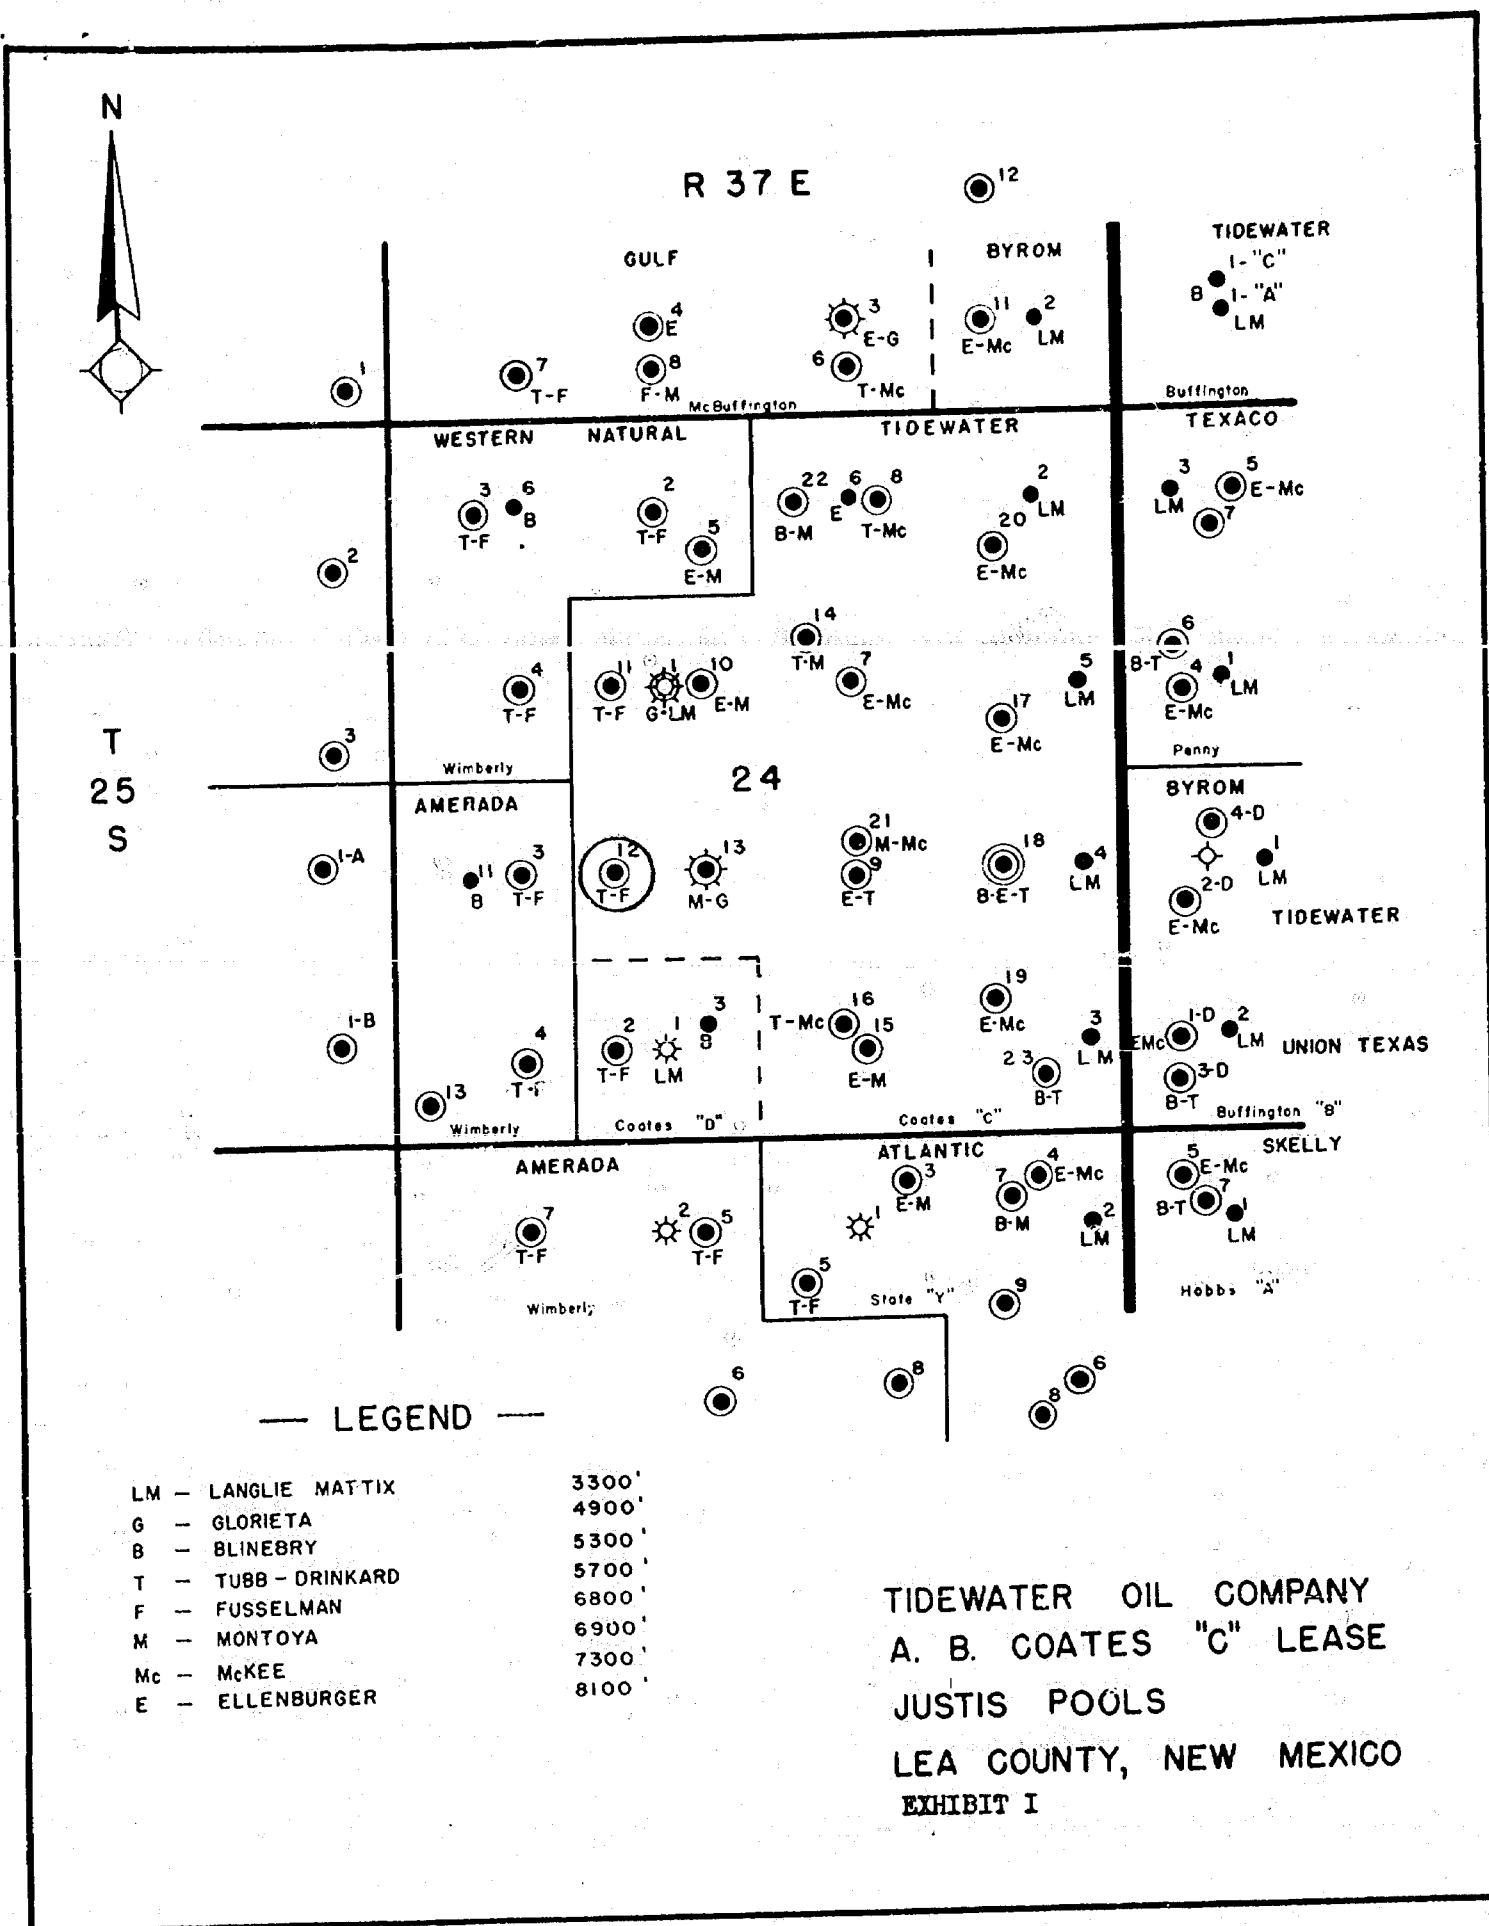 N
R 37 E
12
GULF
BYROM
TIDEWATER
1-"C"
B 1-"A"
LM
4
E
3
E-G
11
E-Mc
2
LM
1
7
T-F
8
F-M
6
T-Mc
McBuffington
Buffington
WESTERN NATURAL
TIDEWATER
TEXACO
3
T-F
6
B
2
T-F
5
E-M
22
B-M
6
E
8
T-Mc
2
LM
20
E-Mc
3
LM
5
E-Mc
7
2
14
T-M
6
B-T
4
T-F
11
T-F
1
G-LM
10
E-M
7
E-Mc
5
LM
17
E-Mc
4
E-Mc
1
LM
T
25
S
3
Wimberly
24
Penny
AMERADA
BYROM
4-D
1-A
11
B
3
T-F
12
T-F
13
M-G
21
M-Mc
9
E-T
18
B-E-T
4
LM
1
LM
2-D
E-Mc
TIDEWATER
1-B
4
T-F
13
2
T-F
1
LM
3
B
T-Mc
16
15
E-M
19
E-Mc
3
LM
23
B-T
1-D
EMc
2
LM
UNION TEXAS
3-D
B-T
Wimberly
Coates "D"
Coates "C"
Buffington "B"
AMERADA
ATLANTIC
SKELLY
7
T-F
2
5
T-F
3
E-M
1
4
E-Mc
7
B-M
2
LM
5
E-Mc
7
B-T
1
LM
5
T-F
Wimberly
State "Y"
9
Hobbs "A"
6
8
6
8
— LEGEND —
LM — LANGLIE MATTIX 3300'
G — GLORIETA 4900'
B — BLINEBRY 5300'
T — TUBB-DRINKARD 5700'
F — FUSSELMAN 6800'
M — MONTOYA 6900'
Mc — McKEE 7300'
E — ELLENBURGER 8100'
TIDEWATER OIL COMPANY
A. B. COATES "C" LEASE
JUSTIS POOLS
LEA COUNTY, NEW MEXICO
EXHIBIT I